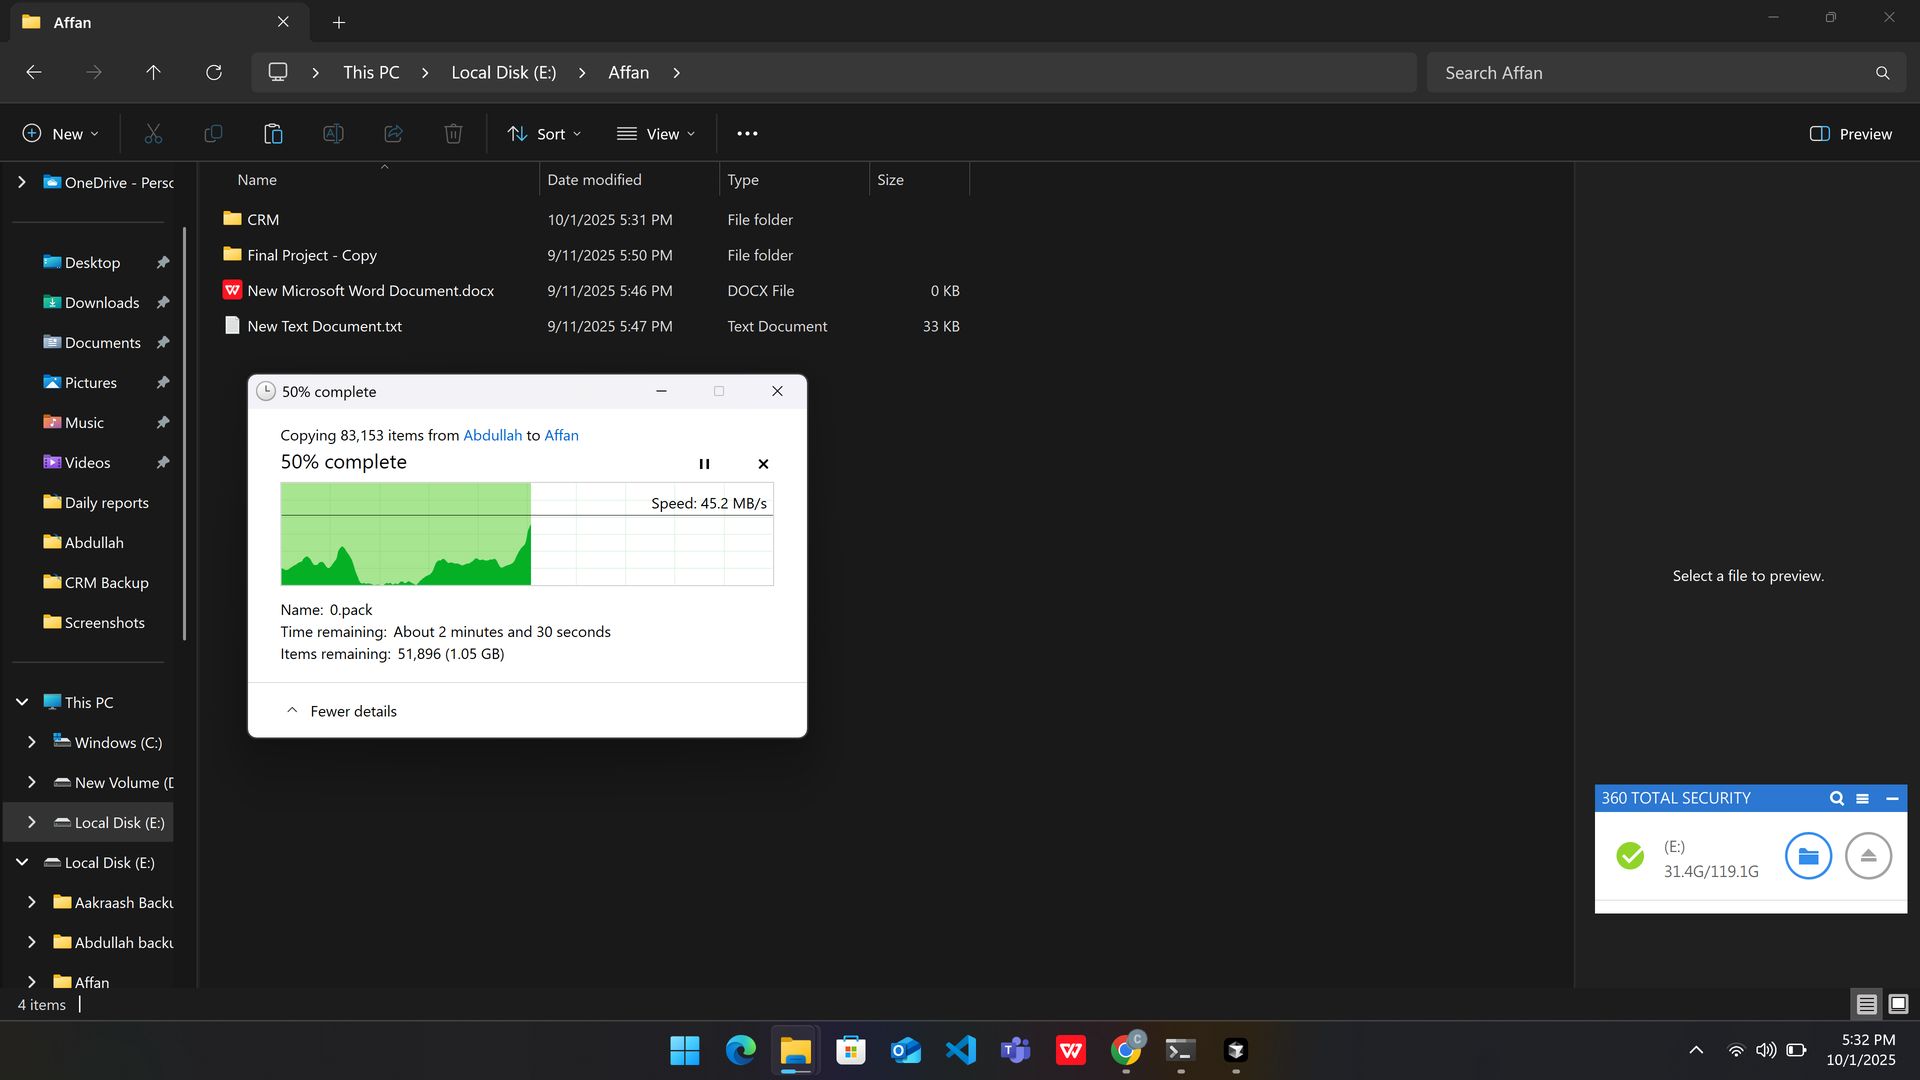 Affan
This PC
Local Disk (E:)
Affan
Search Affan
New
Sort
View
Preview
OneDrive - Persc
Desktop
Downloads
Documents
Pictures
Music
Videos
Daily reports
Abdullah
CRM Backup
Screenshots
This PC
Windows (C:)
New Volume (D
Local Disk (E:)
Local Disk (E:)
Aakraash Backu
Abdullah backu
Affan
4 items
Name Date modified Type Size
CRM 10/1/2025 5:31 PM File folder
Final Project - Copy 9/11/2025 5:50 PM File folder
New Microsoft Word Document.docx 9/11/2025 5:46 PM DOCX File 0 KB
New Text Document.txt 9/11/2025 5:47 PM Text Document 33 KB
50% complete
Copying 83,153 items from Abdullah to Affan
50% complete
Speed: 45.2 MB/s
Name: 0.pack
Time remaining: About 2 minutes and 30 seconds
Items remaining: 51,896 (1.05 GB)
Fewer details
Select a file to preview.
360 TOTAL SECURITY
(E:)
31.4G/119.1G
5:32 PM
10/1/2025